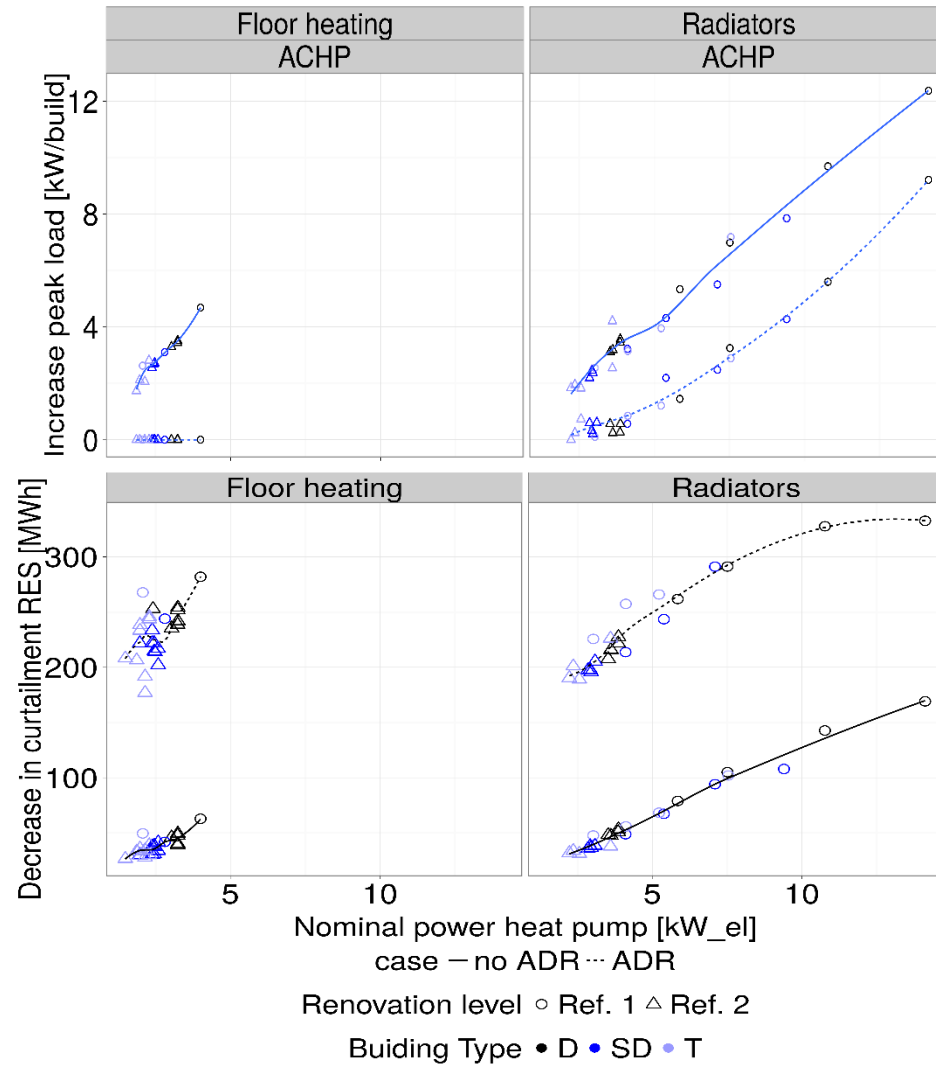 Floor heating Radiators
ACHP ACHP
Increase peak load [kW/build]
12
8
4
0
Floor heating Radiators
Decrease in curtailment RES [MWh]
300
200
100
5 10 5 10
Nominal power heat pump [kW_el]
case no ADR ADR
Renovation level Ref. 1 Ref. 2
Buiding Type D SD T